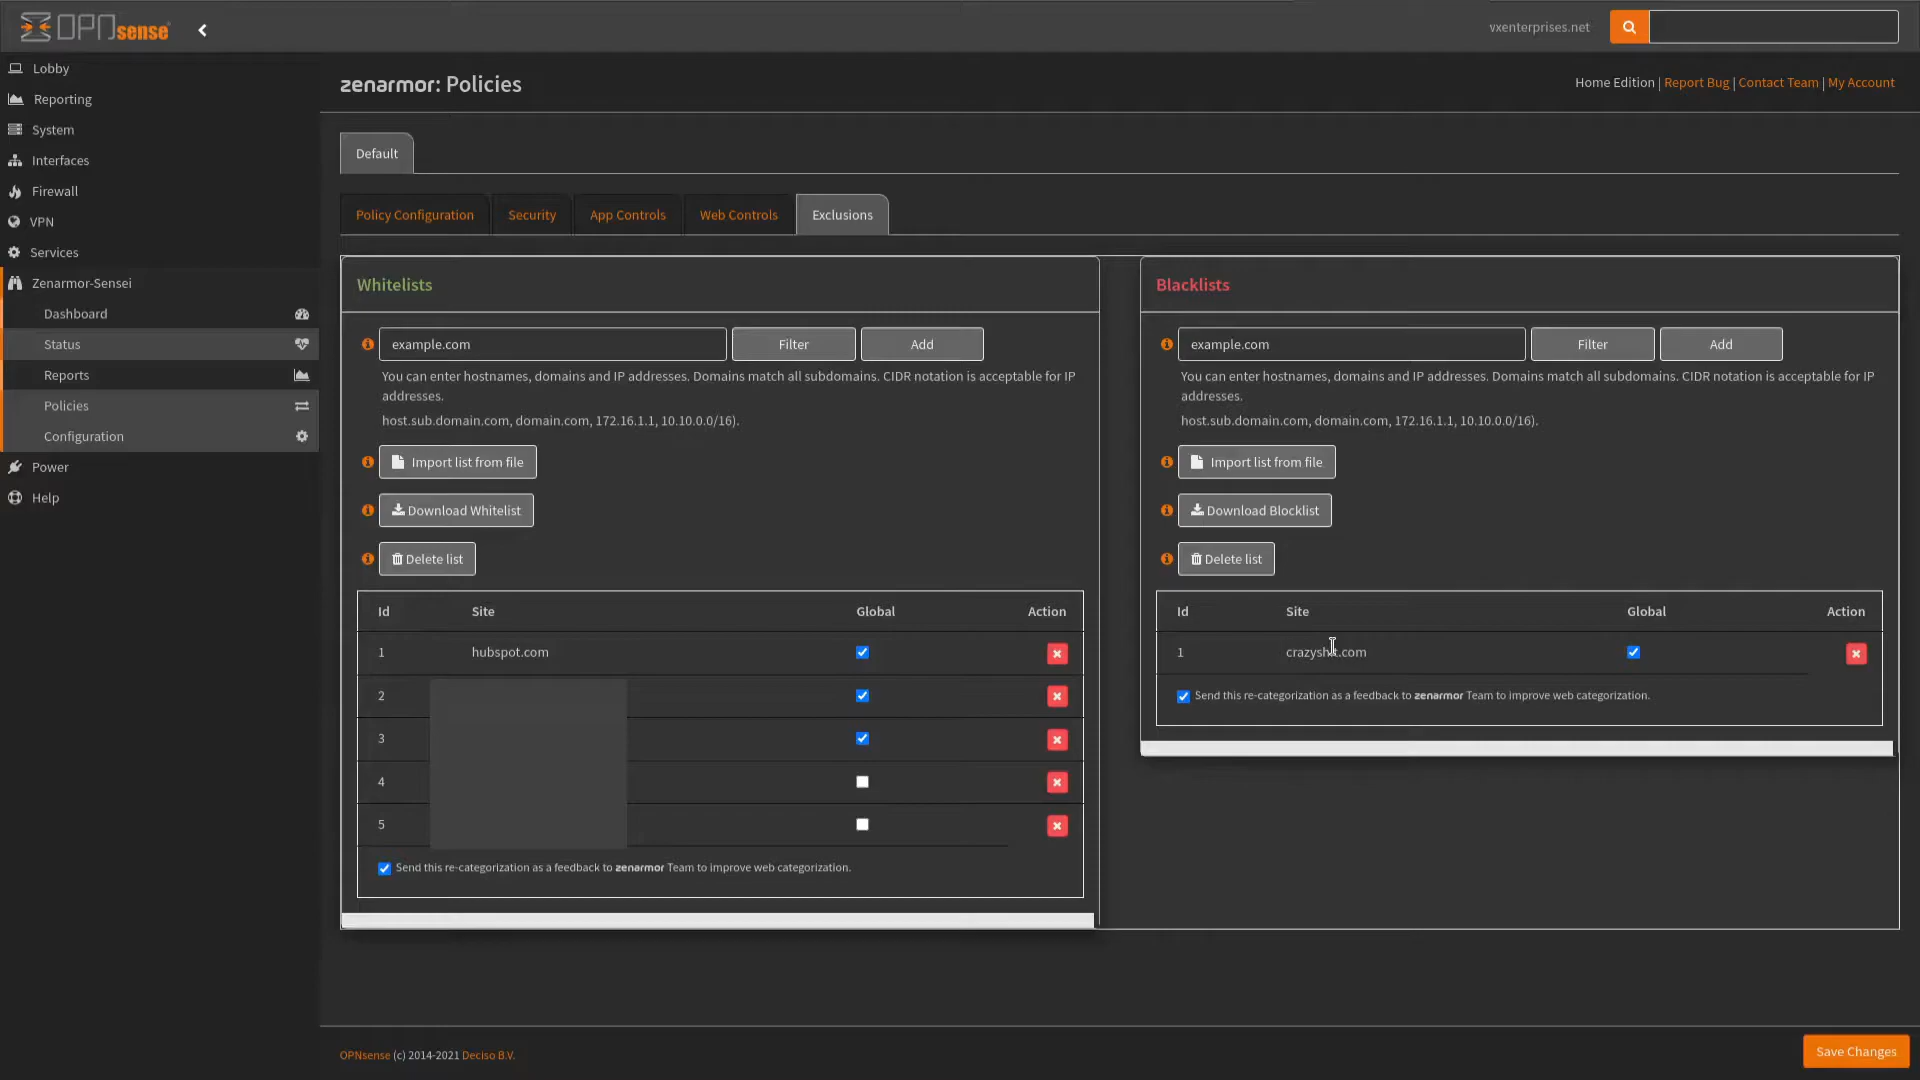 OPNsense
vxenterprises.net
Lobby
Reporting
System
Interfaces
Firewall
VPN
Services
Zenarmor-Sensei
Dashboard
Status
Reports
Policies
Configuration
Power
Help
zenarmor: Policies
Home Edition | Report Bug | Contact Team | My Account
Default
Policy Configuration
Security
App Controls
Web Controls
Exclusions
Whitelists
example.com
Filter
Add
You can enter hostnames, domains and IP addresses. Domains match all subdomains. CIDR notation is acceptable for IP
addresses.
host.sub.domain.com, domain.com, 172.16.1.1, 10.10.0.0/16).
Import list from file
Download Whitelist
Delete list
Id Site Global Action
1 hubspot.com
2
3
4
5
Send this re-categorization as a feedback to zenarmor Team to improve web categorization.
Blacklists
example.com
Filter
Add
You can enter hostnames, domains and IP addresses. Domains match all subdomains. CIDR notation is acceptable for IP
addresses.
host.sub.domain.com, domain.com, 172.16.1.1, 10.10.0.0/16).
Import list from file
Download Blocklist
Delete list
Id Site Global Action
1
Send this re-categorization as a feedback to zenarmor Team to improve web categorization.
OPNsense (c) 2014-2021 Deciso B.V.
Save Changes